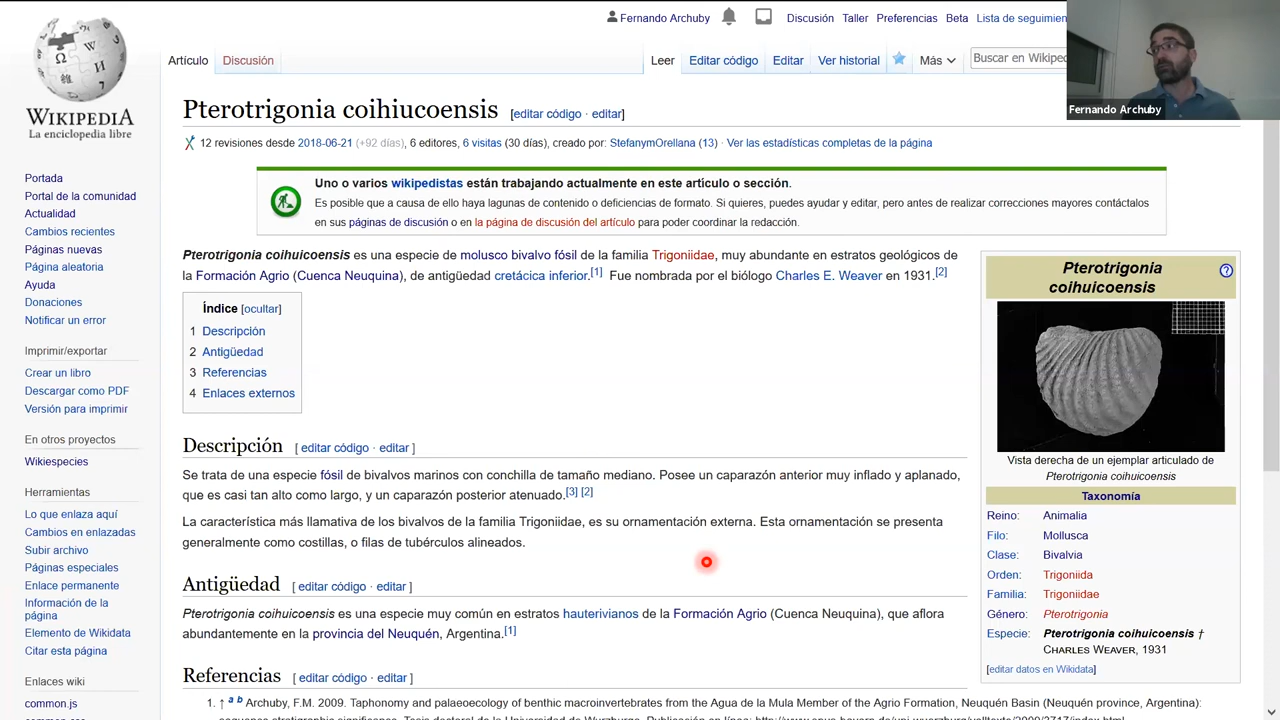 Fernando Archuby Discusión Taller Preferencias Beta Lista de seguimien
WIKIPEDIA
La enciclopedia libre
Artículo Discusión Leer Editar código Editar Ver historial Más Buscar en Wikiped
Fernando Archuby
Pterotrigonia coihiucoensis [editar código · editar]
12 revisiones desde 2018-06-21 (+92 días), 6 editores, 6 visitas (30 días), creado por: StefanymOrellana (13) · Ver las estadísticas completas de la página
Uno o varios wikipedistas están trabajando actualmente en este artículo o sección.
Es posible que a causa de ello haya lagunas de contenido o deficiencias de formato. Si quieres, puedes ayudar y editar, pero antes de realizar correcciones mayores contáctalos
en sus páginas de discusión o en la página de discusión del artículo para poder coordinar la redacción.
Pterotrigonia coihuicoensis es una especie de molusco bivalvo fósil de la familia Trigoniidae, muy abundante en estratos geológicos de
la Formación Agrio (Cuenca Neuquina), de antigüedad cretácica inferior.[1] Fue nombrada por el biólogo Charles E. Weaver en 1931.[2]
Índice [ocultar]
1 Descripción
2 Antigüedad
3 Referencias
4 Enlaces externos
Descripción [ editar código · editar ]
Se trata de una especie fósil de bivalvos marinos con conchilla de tamaño mediano. Posee un caparazón anterior muy inflado y aplanado,
que es casi tan alto como largo, y un caparazón posterior atenuado.[3] [2]
La característica más llamativa de los bivalvos de la familia Trigoniidae, es su ornamentación externa. Esta ornamentación se presenta
generalmente como costillas, o filas de tubérculos alineados.
Antigüedad [ editar código · editar ]
Pterotrigonia coihuicoensis es una especie muy común en estratos hauterivianos de la Formación Agrio (Cuenca Neuquina), que aflora
abundantemente en la provincia del Neuquén, Argentina.[1]
Referencias [ editar código · editar ]
1. ↑ a b Archuby, F.M. 2009. Taphonomy and palaeoecology of benthic macroinvertebrates from the Agua de la Mula Member of the Agrio Formation, Neuquén Basin (Neuquén province, Argentina):
Pterotrigonia
coihuicoensis
Vista derecha de un ejemplar articulado de
Pterotrigonia coihuicoensis
Taxonomía
Reino: Animalia
Filo: Mollusca
Clase: Bivalvia
Orden: Trigoniida
Familia: Trigoniidae
Género: Pterotrigonia
Especie: Pterotrigonia coihuicoensis †
CHARLES WEAVER, 1931
[editar datos en Wikidata]
Portada
Portal de la comunidad
Actualidad
Cambios recientes
Páginas nuevas
Página aleatoria
Ayuda
Donaciones
Notificar un error
Imprimir/exportar
Crear un libro
Descargar como PDF
Versión para imprimir
En otros proyectos
Wikiespecies
Herramientas
Lo que enlaza aquí
Cambios en enlazadas
Subir archivo
Páginas especiales
Enlace permanente
Información de la
página
Elemento de Wikidata
Citar esta página
Enlaces wiki
common.js